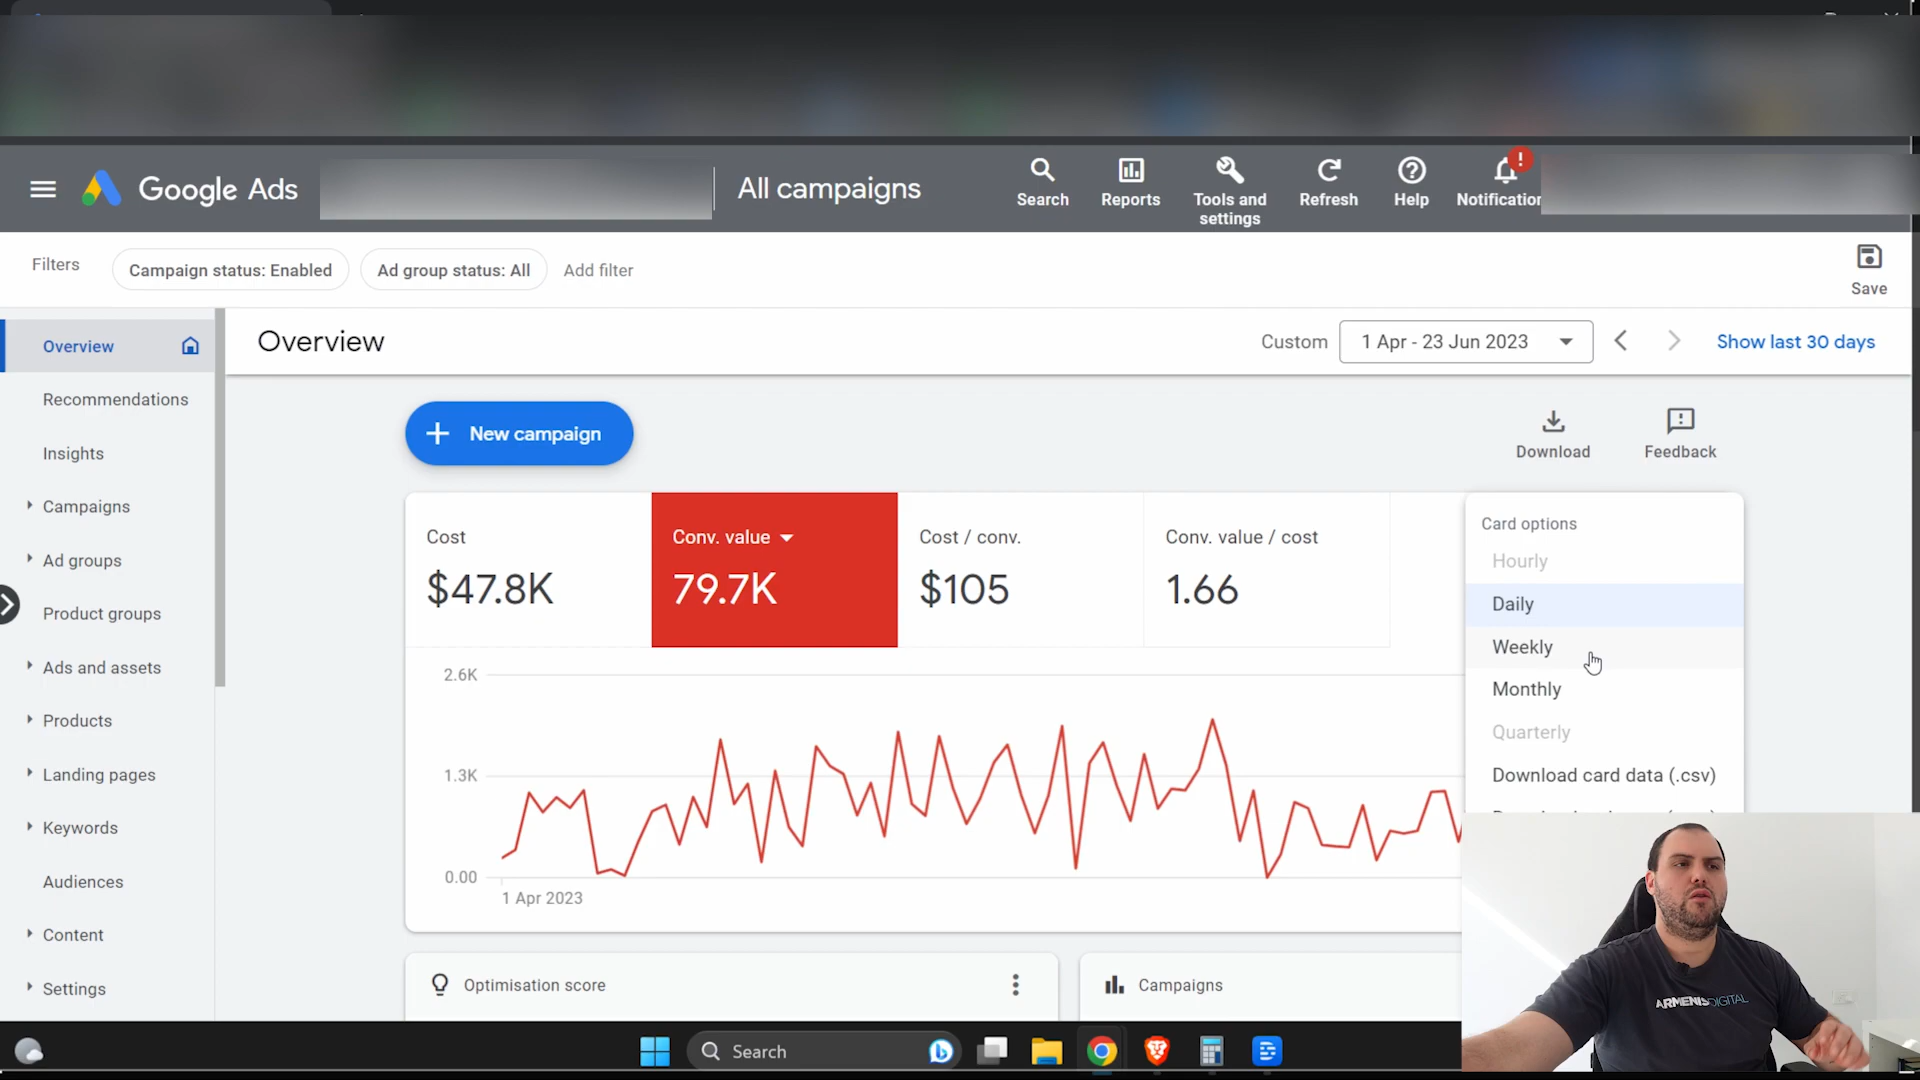 Google Ads
All campaigns
Search
Reports
Tools and
settings
Refresh
Help
Notification
!
Filters
Campaign status: Enabled
Ad group status: All
Add filter
Save
Overview
Recommendations
Insights
Campaigns
Ad groups
Product groups
Ads and assets
Products
Landing pages
Keywords
Audiences
Content
Settings
Overview
Custom
1 Apr - 23 Jun 2023
Show last 30 days
+ New campaign
Download
Feedback
Cost
$47.8K
Conv. value
79.7K
Cost / conv.
$105
Conv. value / cost
1.66
2.6K
1.3K
0.00
1 Apr 2023
Card options
Hourly
Daily
Weekly
Monthly
Quarterly
Download card data (.csv)
Optimisation score
Campaigns
ARMENISDIGITAL
Search